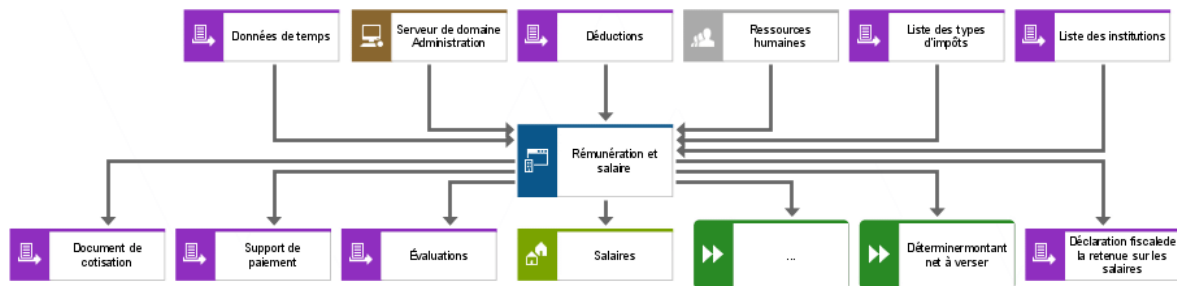 Données de temps
Serveur de domaine
Administration
Déductions
Ressources
humaines
Liste des types
d'impôts
Liste des institutions
Rémunération et
salaire
Document de
cotisation
Support de
paiement
Évaluations
Salaires
...
Déterminermontant
net à verser
Déclaration fiscalede
la retenue sur les
salaires